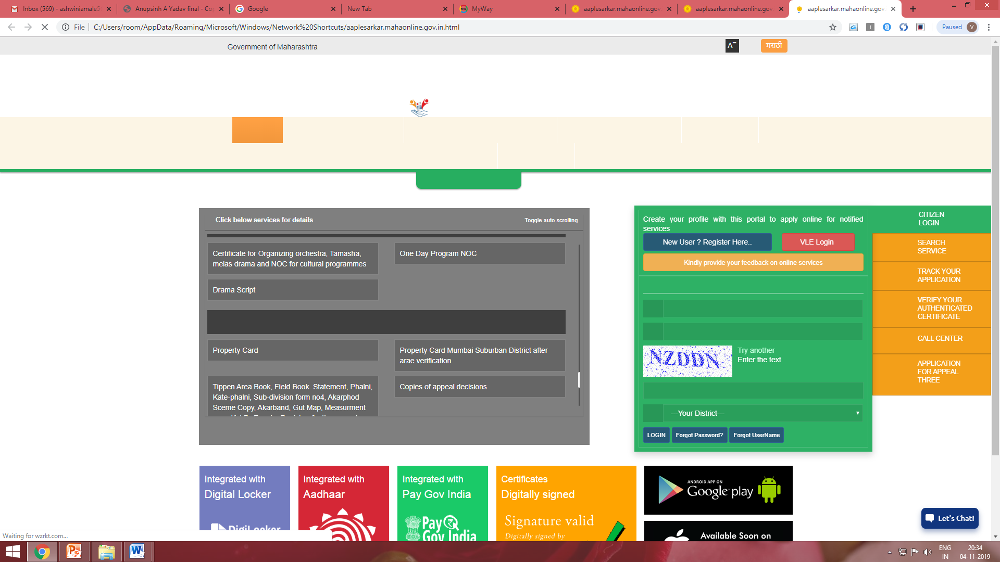 Inbox (569) - ashwiniamale5
Anupsinh A Yadav final - Co
Google
New Tab
MyWay
aaplesarkar.mahaonline.gov.
aaplesarkar.mahaonline.gov.
aaplesarkar.mahaonline.gov.
File
C:/Users/room/AppData/Roaming/Microsoft/Windows/Network%20Shortcuts/aaplesarkar.mahaonline.gov.in.html
Paused
V
Government of Maharashtra
A=
मराठी
Click below services for details
Toggle auto scrolling
Certificate for Organizing orchestra, Tamasha,
melas drama and NOC for cultural programmes
One Day Program NOC
Drama Script
Property Card
Property Card Mumbai Suburban District after
arae verification
Tippen Area Book, Field Book. Statement, Phalni,
Kate-phalni, Sub-division form no4, Akarphod
Sceme Copy, Akarband, Gut Map, Measurment
Copies of appeal decisions
Create your profile with this portal to apply online for notified
services
New User ? Register Here..
VLE Login
Kindly provide your feedback on online services
NZDDN
Try another
Enter the text
---Your District---
LOGIN
Forgot Password?
Forgot UserName
CITIZEN
LOGIN
SEARCH
SERVICE
TRACK YOUR
APPLICATION
VERIFY YOUR
AUTHENTICATED
CERTIFICATE
CALL CENTER
APPLICATION
FOR APPEAL
THREE
Integrated with
Digital Locker
DigiLocker
Integrated with
Aadhaar
Integrated with
Pay Gov India
Pay
Gov India
Certificates
Digitally signed
Signature valid
Digitally signed by
ANDROID APP ON
Google play
Available Soon on
Let's Chat!
Waiting for wzrkt.com...
ENG
IN
20:34
04-11-2019